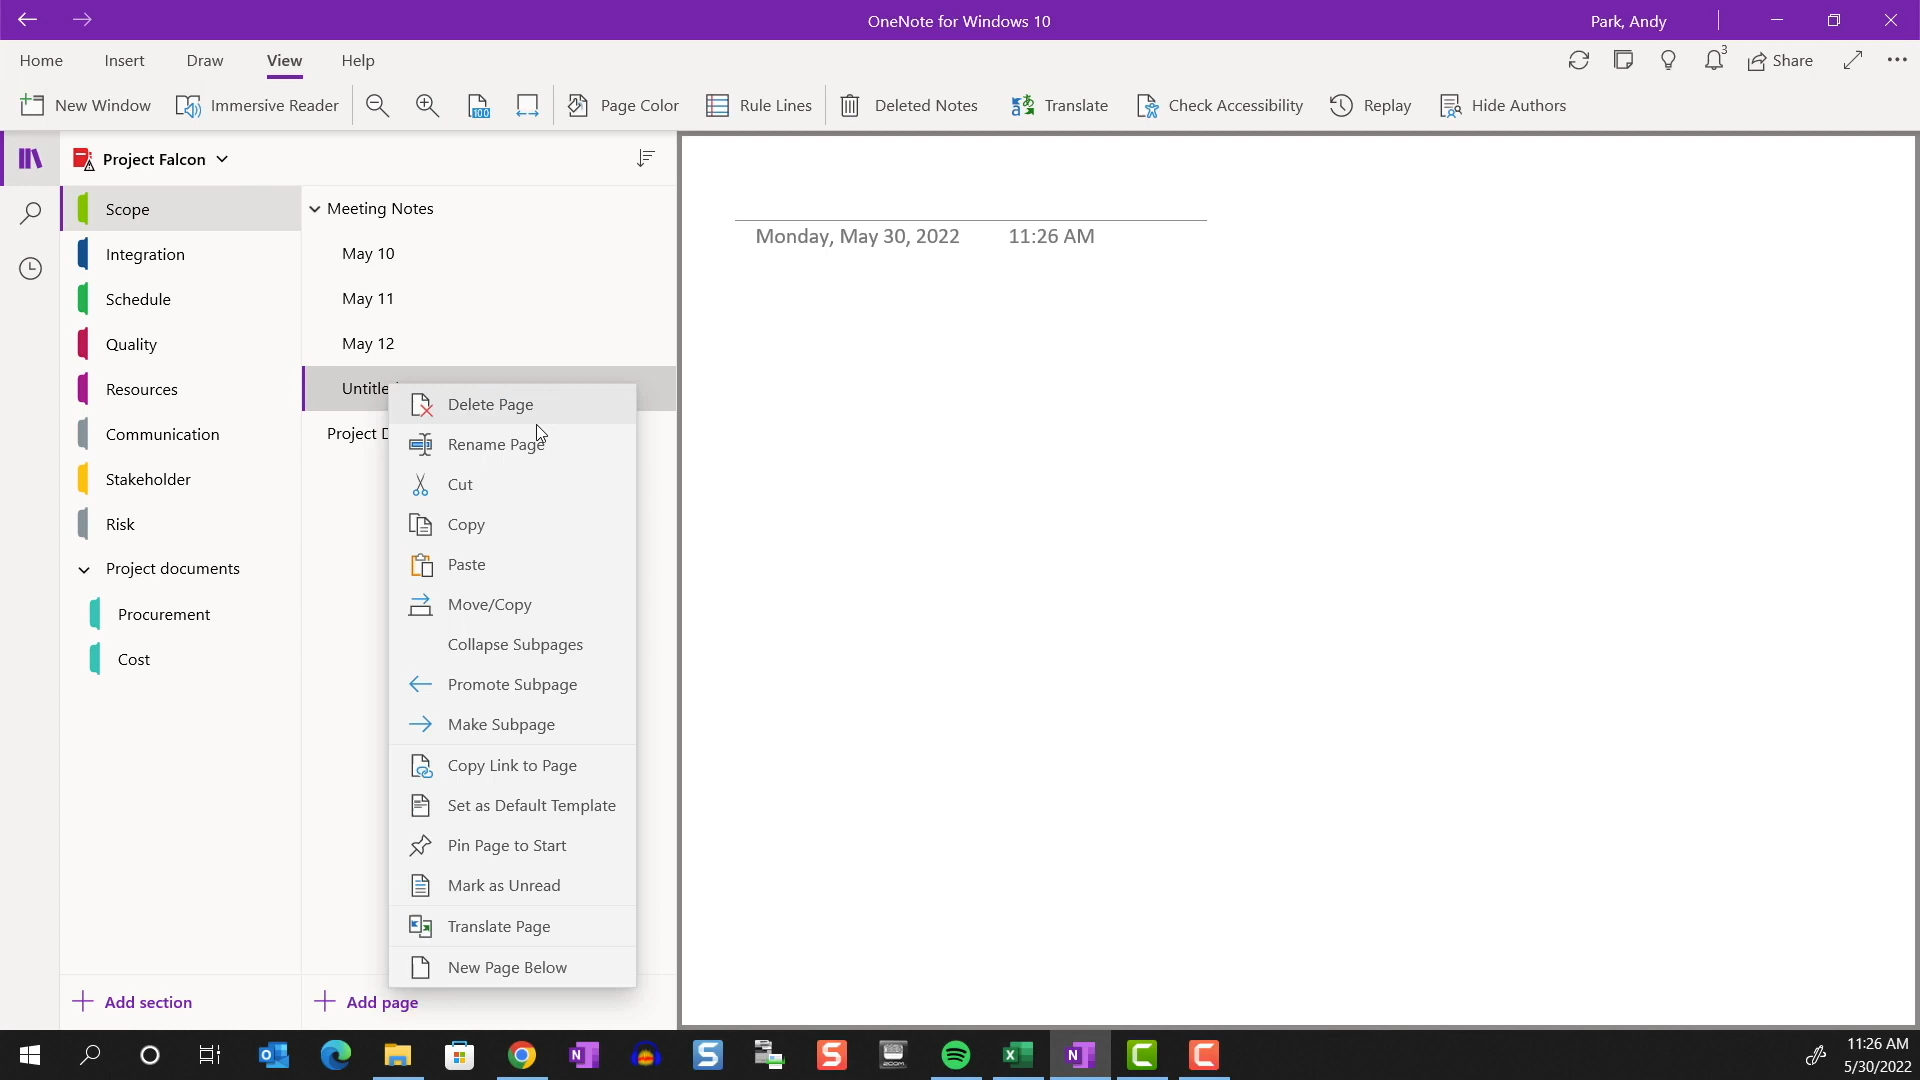 OneNote for Windows 10
Park, Andy
Home Insert Draw View Help
3
Share
New Window Immersive Reader 100 Page Color Rule Lines Deleted Notes Translate Check Accessibility Replay Hide Authors
Project Falcon
Scope
Integration
Schedule
Quality
Resources
Communication
Stakeholder
Risk
Project documents
Procurement
Cost
Add section
Meeting Notes
May 10
May 11
May 12
Untitle
Project D
Add page
Delete Page
Rename Page
Cut
Copy
Paste
Move/Copy
Collapse Subpages
Promote Subpage
Make Subpage
Copy Link to Page
Set as Default Template
Pin Page to Start
Mark as Unread
Translate Page
New Page Below
Monday, May 30, 2022 11:26 AM
zoom
11:26 AM
5/30/2022